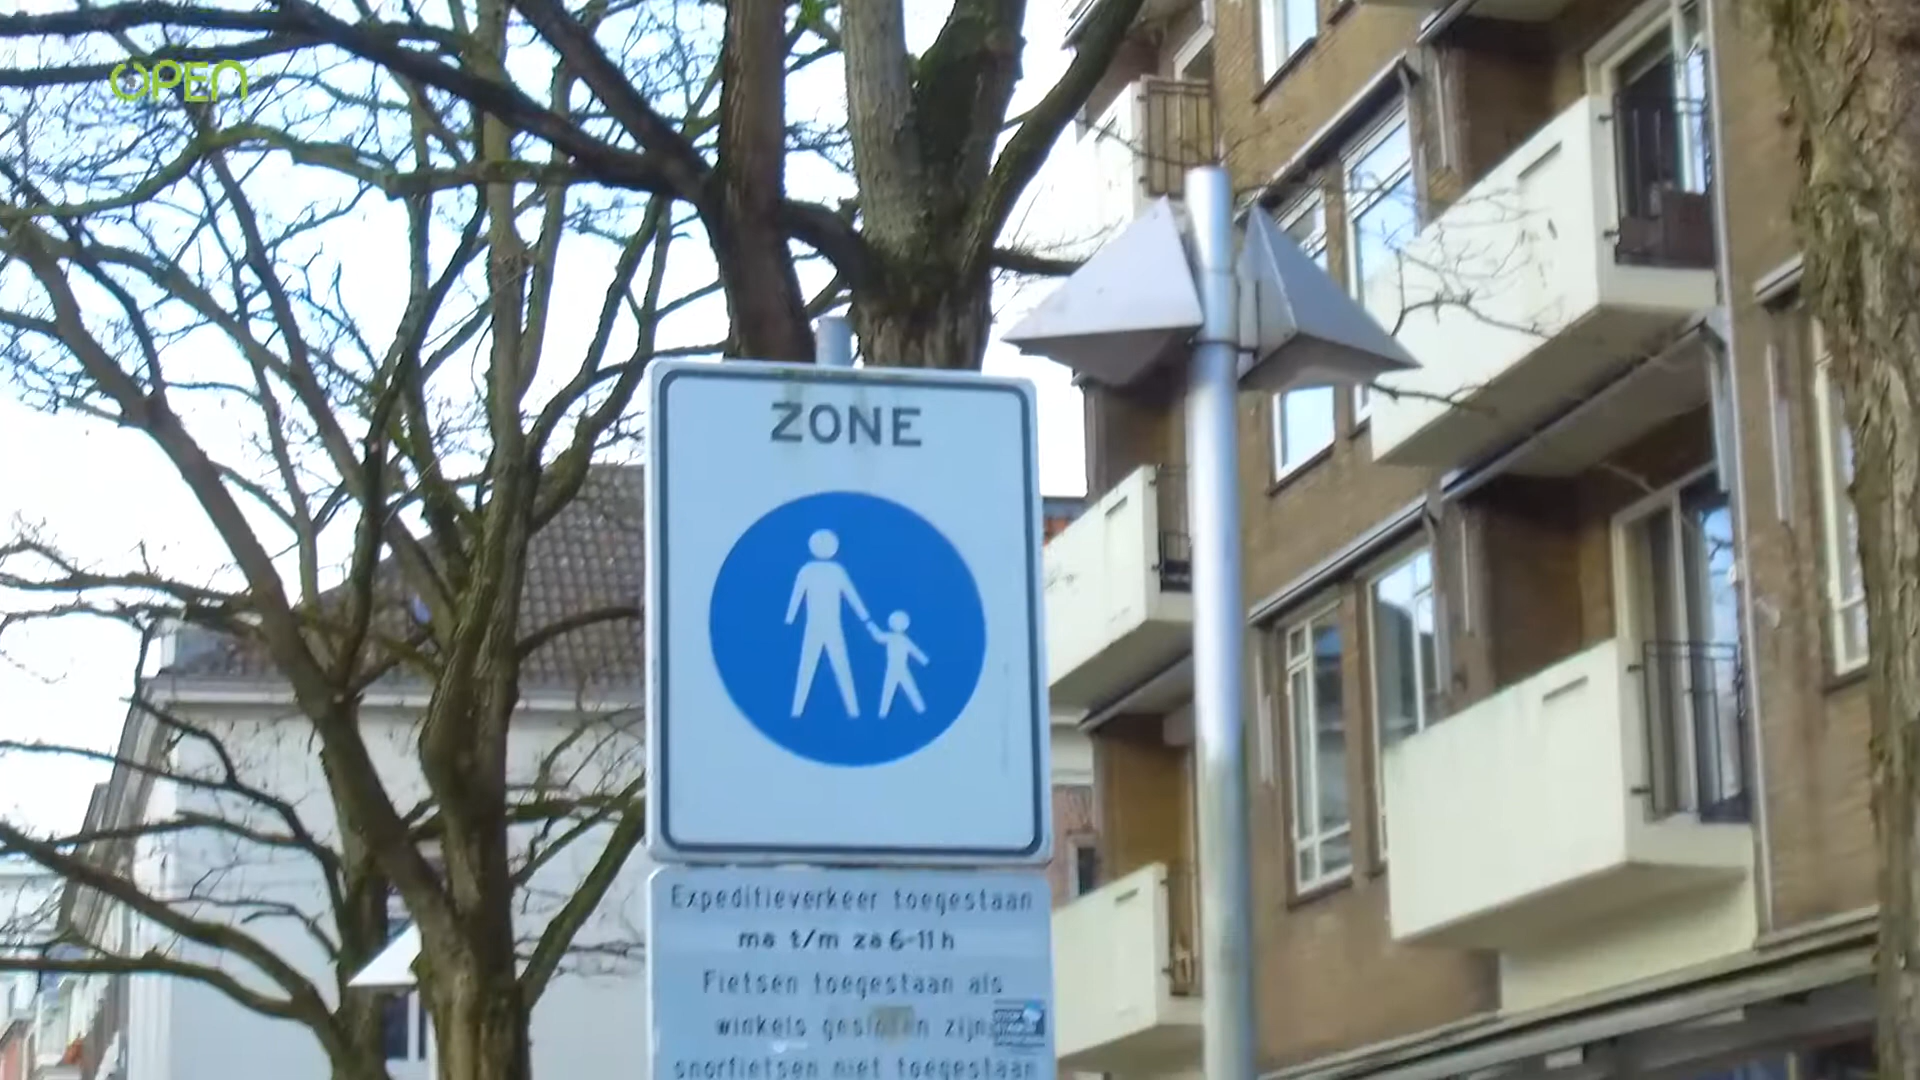 OPEN
ZONE
Expeditieverkeer toegestaan
ma t/m za 6-11 h
Fietsen toegestaan als
winkels gesloten zijn
snorfietsen niet toegestaan